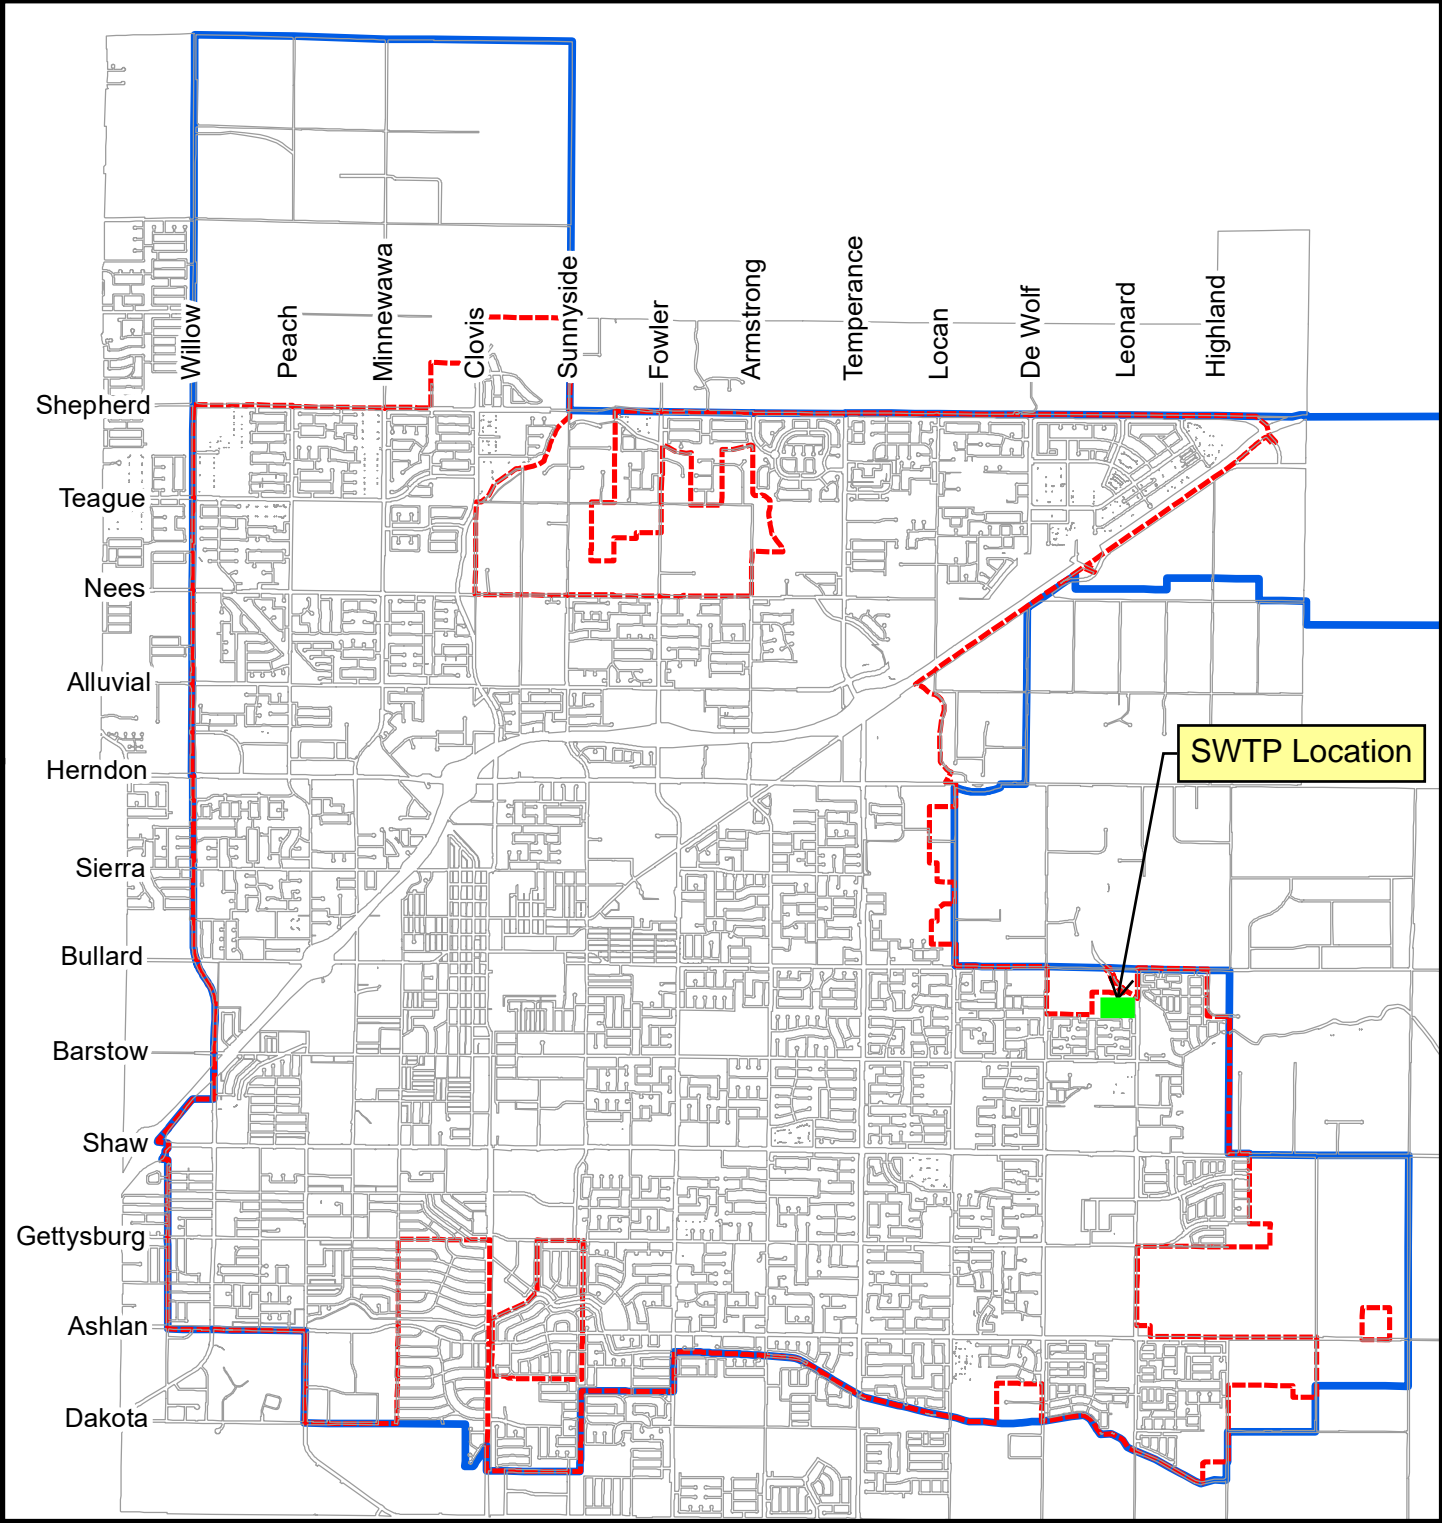 Willow
Peach
Minnewawa
Clovis
Sunnyside
Fowler
Armstrong
Temperance
Locan
De Wolf
Leonard
Highland
Shepherd
Teague
Nees
Alluvial
Herndon
Sierra
Bullard
Barstow
Shaw
Gettysburg
Ashlan
Dakota
SWTP Location